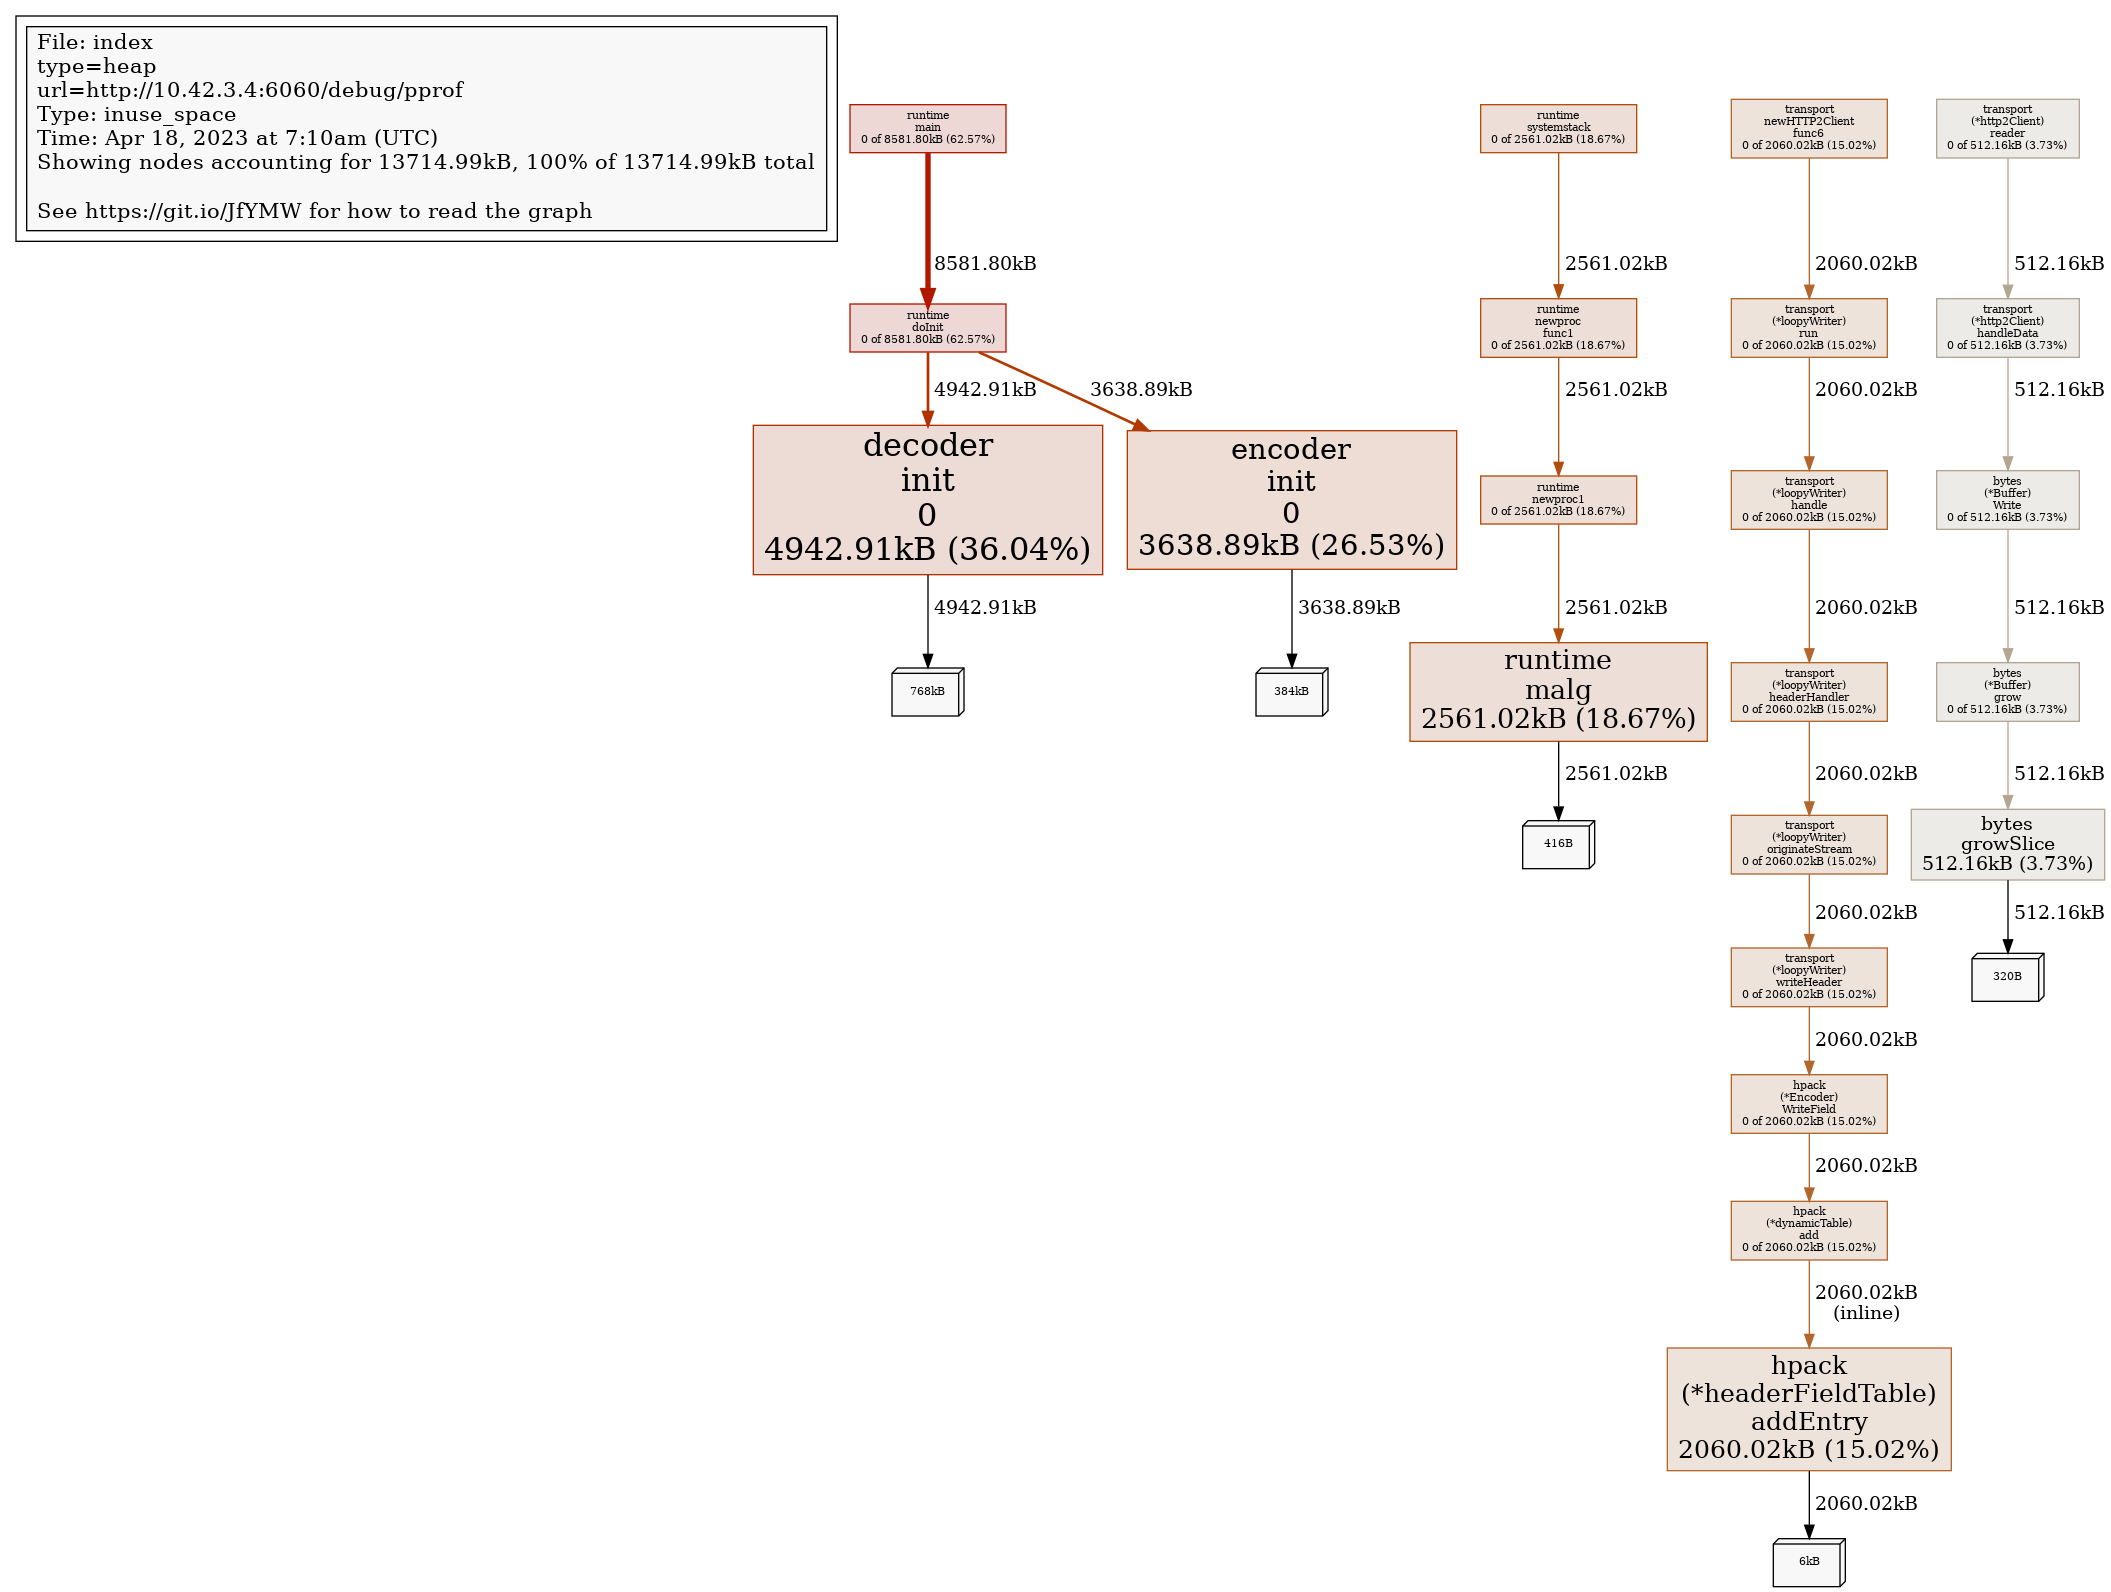 File: index
type=heap
url=http://10.42.3.4:6060/debug/pprof
Type: inuse_space
Time: Apr 18, 2023 at 7:10am (UTC)
Showing nodes accounting for 13714.99kB, 100% of 13714.99kB total
See https://git.io/JfYMW for how to read the graph
runtime
main
0 of 8581.80kB (62.57%)
8581.80kB
runtime
doInit
0 of 8581.80kB (62.57%)
4942.91kB
3638.89kB
decoder
init
0
4942.91kB (36.04%)
4942.91kB
768kB
encoder
init
0
3638.89kB (26.53%)
3638.89kB
384kB
runtime
systemstack
0 of 2561.02kB (18.67%)
2561.02kB
runtime
newproc
func1
0 of 2561.02kB (18.67%)
2561.02kB
runtime
newproc1
0 of 2561.02kB (18.67%)
2561.02kB
runtime
malg
2561.02kB (18.67%)
2561.02kB
416B
transport
newHTTP2Client
func6
0 of 2060.02kB (15.02%)
2060.02kB
transport
(*loopyWriter)
run
0 of 2060.02kB (15.02%)
2060.02kB
transport
(*loopyWriter)
handle
0 of 2060.02kB (15.02%)
2060.02kB
transport
(*loopyWriter)
headerHandler
0 of 2060.02kB (15.02%)
2060.02kB
transport
(*loopyWriter)
originateStream
0 of 2060.02kB (15.02%)
2060.02kB
transport
(*loopyWriter)
writeHeader
0 of 2060.02kB (15.02%)
2060.02kB
hpack
(*Encoder)
WriteField
0 of 2060.02kB (15.02%)
2060.02kB
hpack
(*dynamicTable)
add
0 of 2060.02kB (15.02%)
2060.02kB
(inline)
hpack
(*headerFieldTable)
addEntry
2060.02kB (15.02%)
2060.02kB
6kB
transport
(*http2Client)
reader
0 of 512.16kB (3.73%)
512.16kB
transport
(*http2Client)
handleData
0 of 512.16kB (3.73%)
512.16kB
bytes
(*Buffer)
Write
0 of 512.16kB (3.73%)
512.16kB
bytes
(*Buffer)
grow
0 of 512.16kB (3.73%)
512.16kB
bytes
growSlice
512.16kB (3.73%)
512.16kB
320B